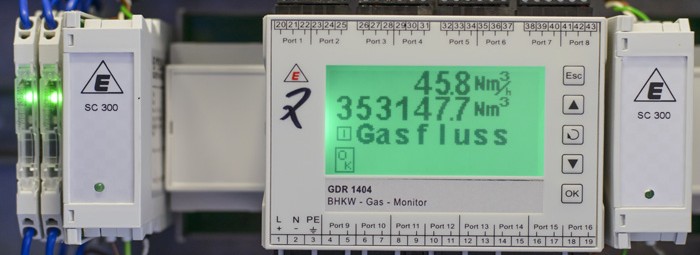 20 21 22 23 24 25 26 27 28 29 30 31 32 33 34 35 36 37 38 39 40 41 42 43
Port 1 Port 2 Port 3 Port 4 Port 5 Port 6 Port 7 Port 8
E
SC 300
E
R
45.8 Nm³/h
353147.7 Nm³
I Gasfluss
OK
Esc
OK
GDR 1404
BHKW - Gas - Monitor
L N PE Port 9 Port 10 Port 11 Port 12 Port 13 Port 14 Port 15 Port 16
+ -
1 2 3 4 5 6 7 8 9 10 11 12 13 14 15 16 17 18 19
E
SC 300